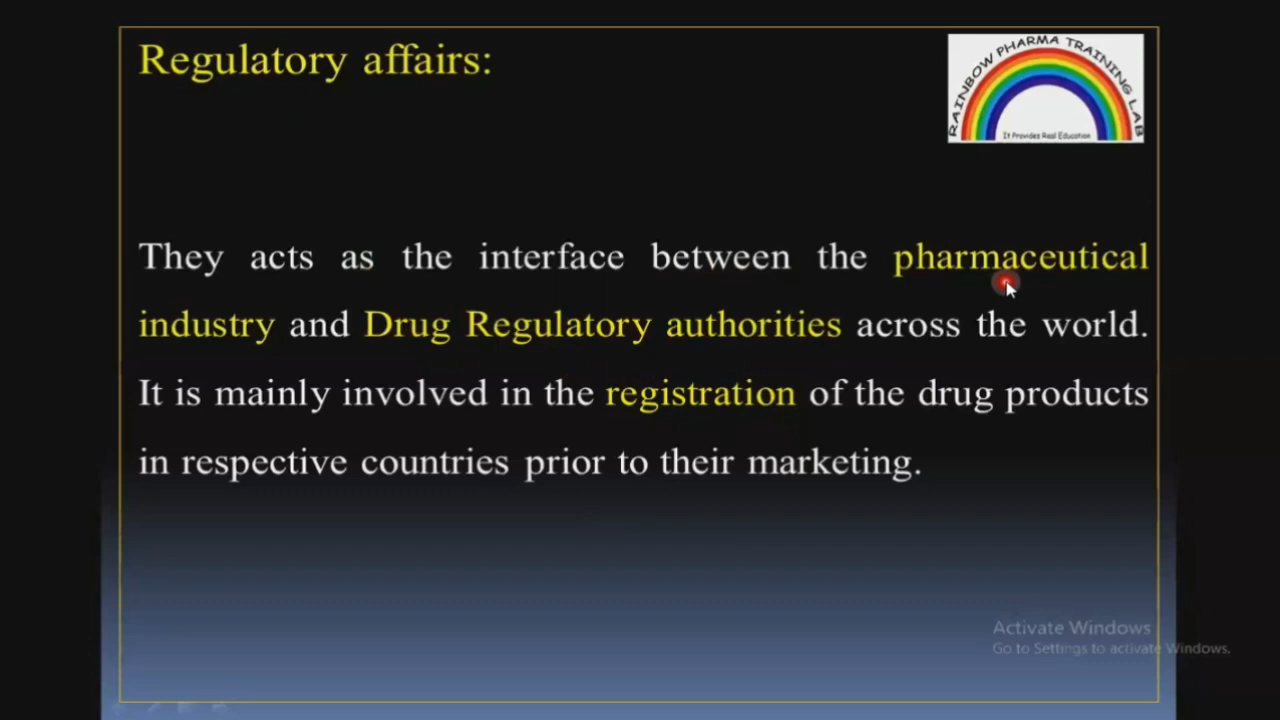 Regulatory affairs:
RAINBOW PHARMA TRAINING LAB
It Provides Real Education
They acts as the interface between the pharmaceutical
industry and Drug Regulatory authorities across the world.
It is mainly involved in the registration of the drug products
in respective countries prior to their marketing.
Activate Windows
Go to Settings to activate Windows.